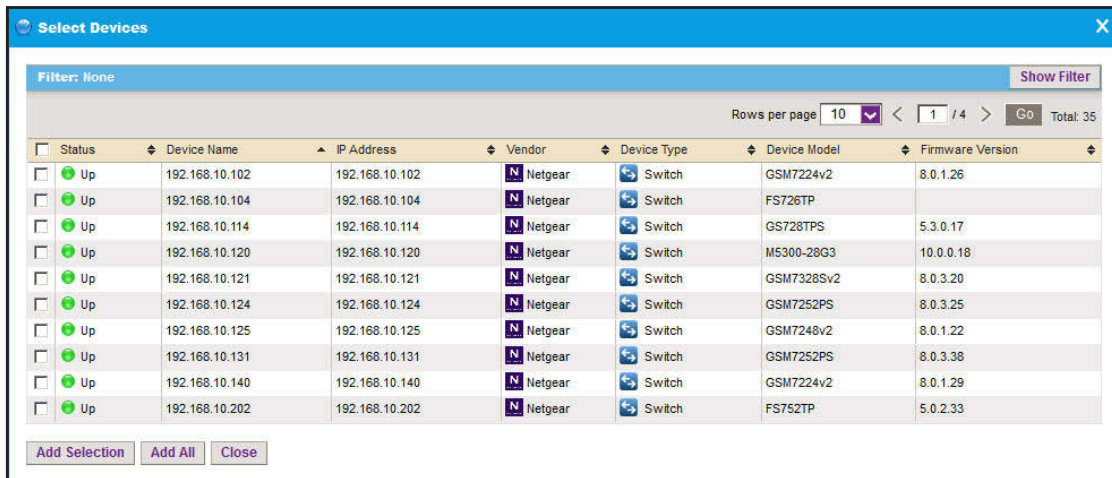 Select Devices X
Filter: None Show Filter
Rows per page 10 < 1 / 4 > Go Total: 35
Status Device Name IP Address Vendor Device Type Device Model Firmware Version
Up 192.168.10.102 192.168.10.102 N Netgear Switch GSM7224v2 8.0.1.26
Up 192.168.10.104 192.168.10.104 N Netgear Switch FS726TP
Up 192.168.10.114 192.168.10.114 N Netgear Switch GS728TPS 5.3.0.17
Up 192.168.10.120 192.168.10.120 N Netgear Switch M5300-28G3 10.0.0.18
Up 192.168.10.121 192.168.10.121 N Netgear Switch GSM7328Sv2 8.0.3.20
Up 192.168.10.124 192.168.10.124 N Netgear Switch GSM7252PS 8.0.3.25
Up 192.168.10.125 192.168.10.125 N Netgear Switch GSM7248v2 8.0.1.22
Up 192.168.10.131 192.168.10.131 N Netgear Switch GSM7252PS 8.0.3.38
Up 192.168.10.140 192.168.10.140 N Netgear Switch GSM7224v2 8.0.1.29
Up 192.168.10.202 192.168.10.202 N Netgear Switch FS752TP 5.0.2.33
Add Selection Add All Close